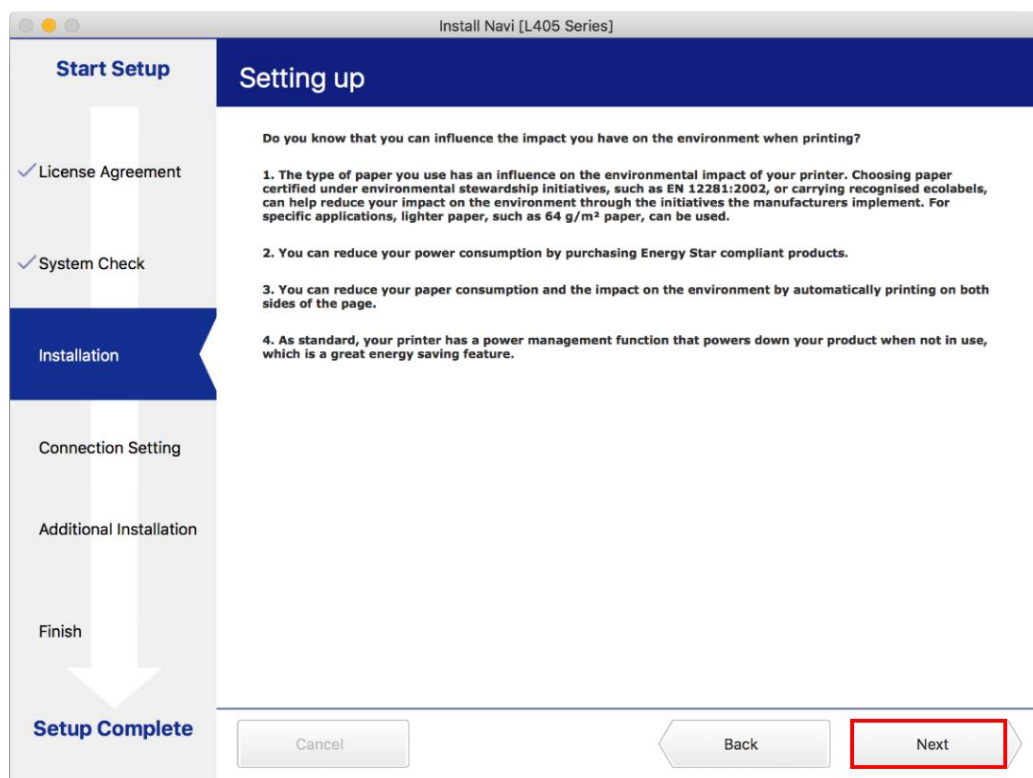 Install Navi [L405 Series]
Start Setup
Setting up
License Agreement
System Check
Installation
Connection Setting
Additional Installation
Finish
Setup Complete
Do you know that you can influence the impact you have on the environment when printing?
1. The type of paper you use has an influence on the environmental impact of your printer. Choosing paper
certified under environmental stewardship initiatives, such as EN 12281:2002, or carrying recognised ecolabels,
can help reduce your impact on the environment through the initiatives the manufacturers implement. For
specific applications, lighter paper, such as 64 g/m² paper, can be used.
2. You can reduce your power consumption by purchasing Energy Star compliant products.
3. You can reduce your paper consumption and the impact on the environment by automatically printing on both
sides of the page.
4. As standard, your printer has a power management function that powers down your product when not in use,
which is a great energy saving feature.
Cancel
Back
Next